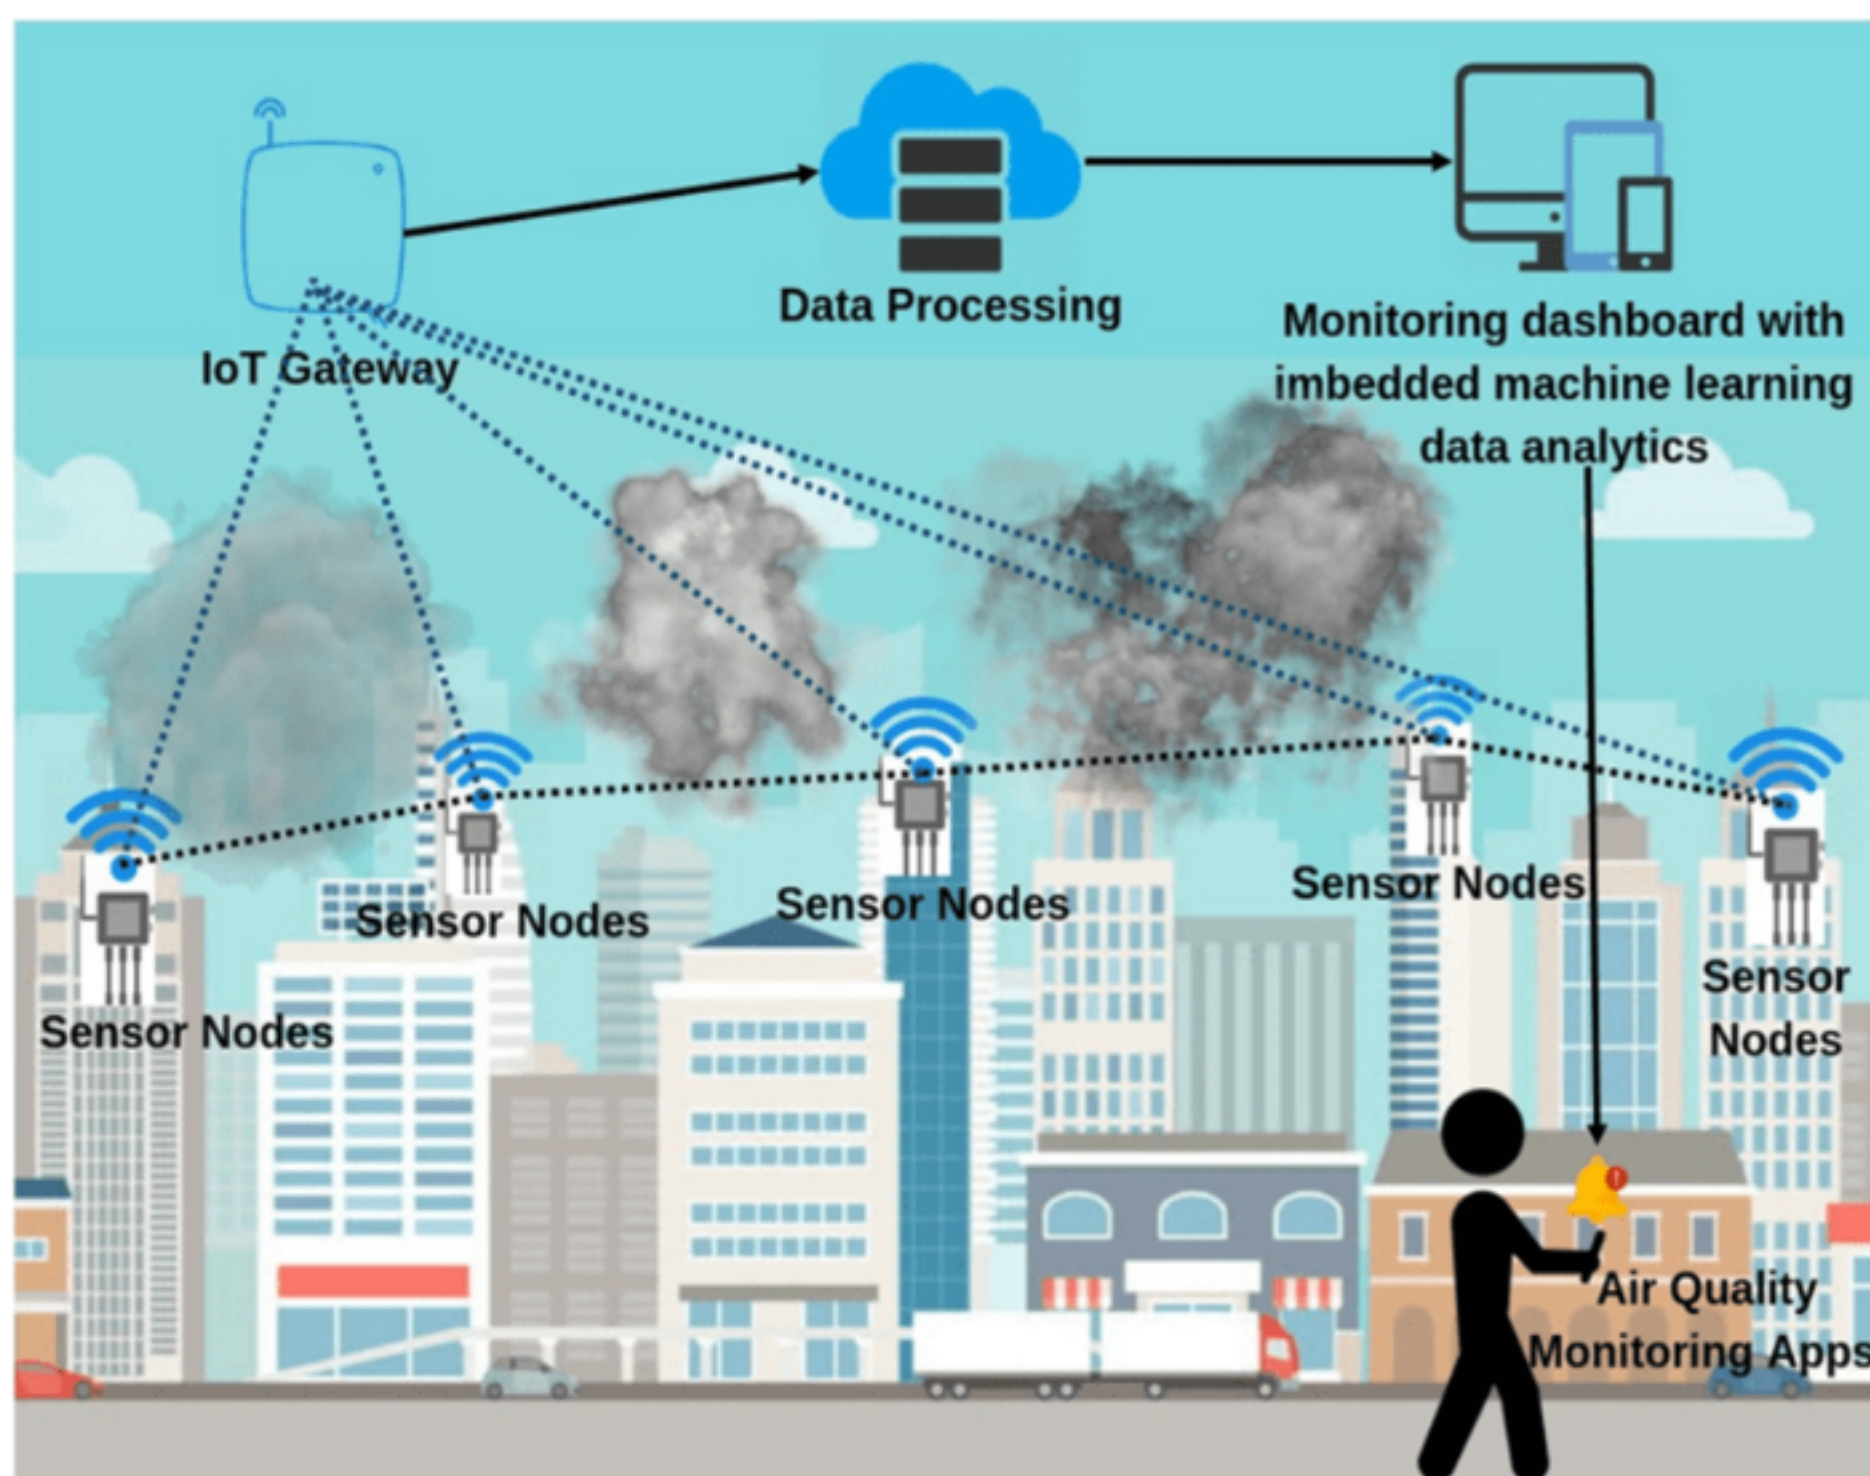 Data Processing
Monitoring dashboard with
imbedded machine learning
data analytics
IoT Gateway
Sensor Nodes
Sensor Nodes
Sensor Nodes
Sensor Nodes
Sensor
Nodes
Air Quality
Monitoring Apps